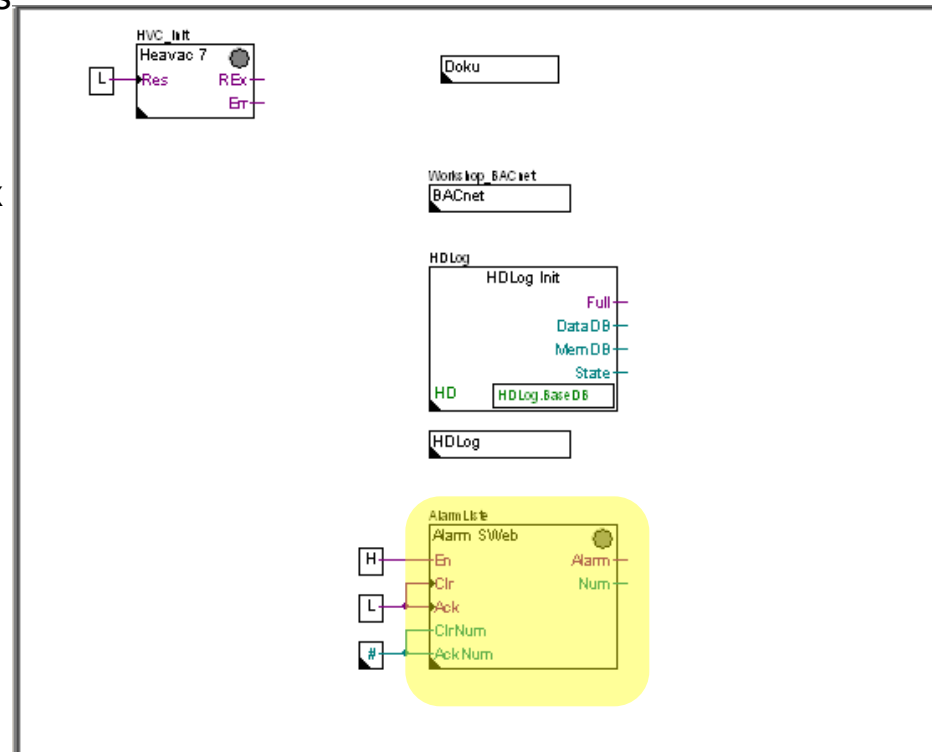 s
HVC_Init
Heavac 7
L
Res
REx
Err
Doku
x
Workshop_BACnet
BACnet
HDLog
HDLog Init
Full
DataDB
MemDB
State
HD
HDLog.BaseDB
HDLog
AlarmListe
Alarm SWeb
H
En
Alarm
Clr
Num
L
Ack
ClrNum
#
AckNum